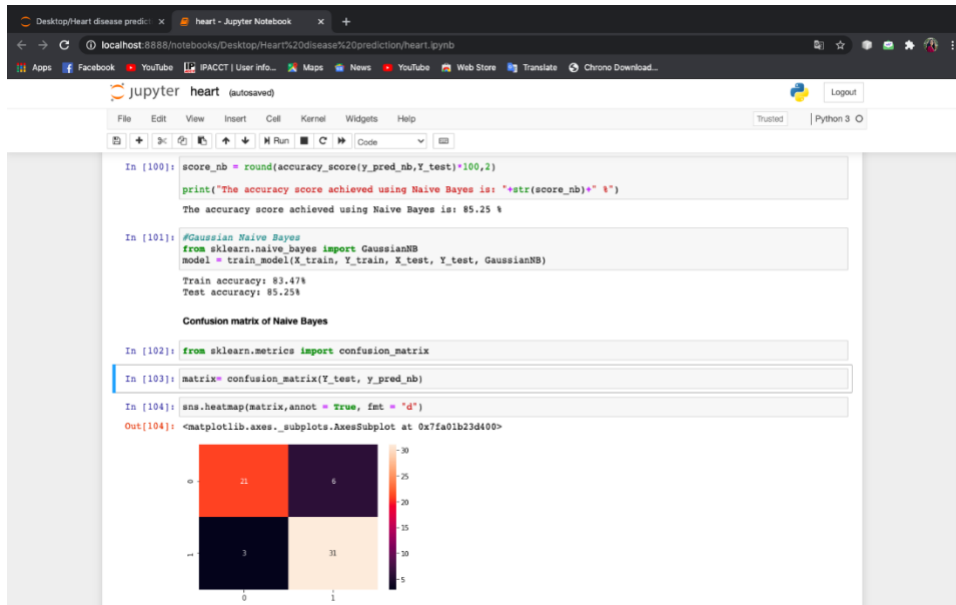 Desktop/Heart disease predict
heart - Jupyter Notebook
localhost:8888/notebooks/Desktop/Heart%20disease%20prediction/heart.ipynb
Apps Facebook YouTube IPACCT | User info... Maps News YouTube Web Store Translate Chrono Download...
jupyter heart (autosaved)
Logout
File Edit View Insert Cell Kernel Widgets Help
Trusted Python 3
Run Code
In [100]: score_nb = round(accuracy_score(y_pred_nb,Y_test)*100,2)
print("The accuracy score achieved using Naive Bayes is: "+str(score_nb)+" %")
The accuracy score achieved using Naive Bayes is: 85.25 %
In [101]: #Gaussian Naive Bayes
from sklearn.naive_bayes import GaussianNB
model = train_model(X_train, Y_train, X_test, Y_test, GaussianNB)
Train accuracy: 83.47%
Test accuracy: 85.25%
Confusion matrix of Naive Bayes
In [102]: from sklearn.metrics import confusion_matrix
In [103]: matrix= confusion_matrix(Y_test, y_pred_nb)
In [104]: sns.heatmap(matrix,annot = True, fmt = "d")
Out[104]: <matplotlib.axes._subplots.AxesSubplot at 0x7fa01b23d400>
30
25
0 21 6
20
15
1 3 31
10
5
0 1